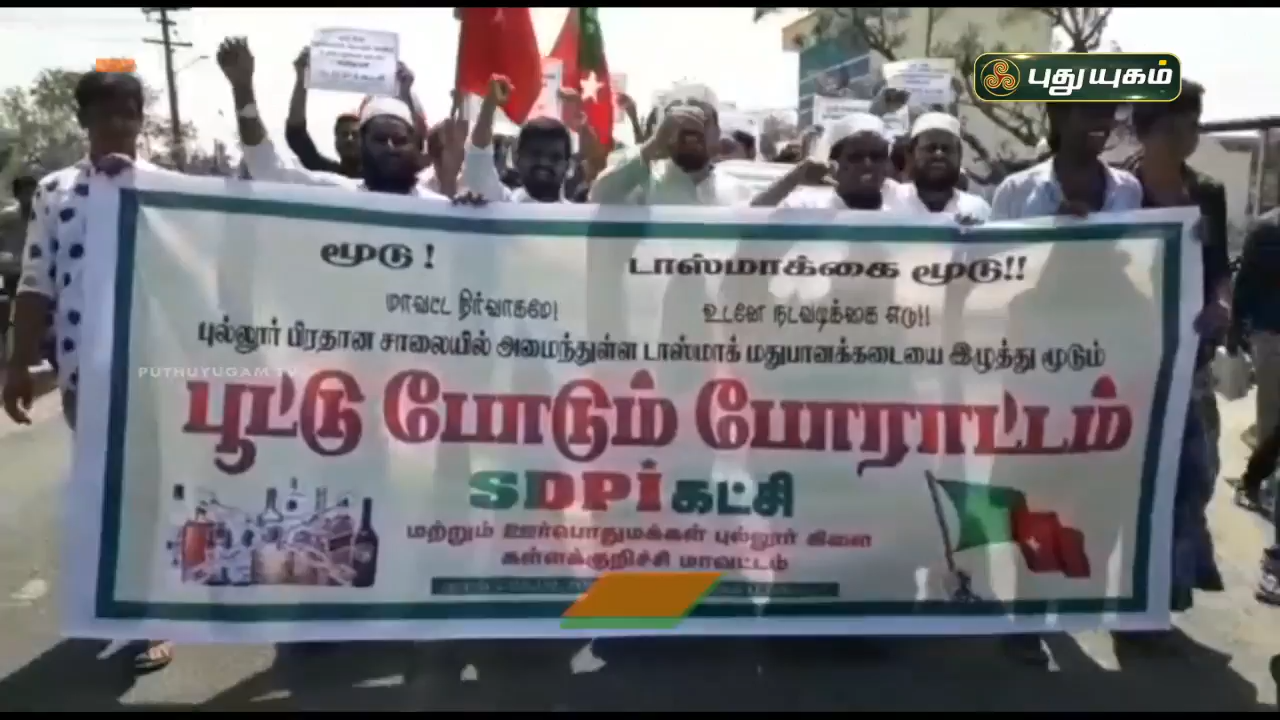 புதுயுகம்
மூடு ! டாஸ்மாக்கை மூடு!!
மாவட்ட நிர்வாகமே! உடனே நடவடிக்கை எடு!!
புல்லூர் பிரதான சாலையில் அமைந்துள்ள டாஸ்மாக் மதுபானக்கடையை இழுத்து மூடும்
PUTHUYUGAM TV
பூட்டு போடும் போராட்டம்
SDPi கட்சி
மற்றும் ஊர்பொதுமக்கள் புல்லூர் கிளை
கள்ளக்குறிச்சி மாவட்டம்